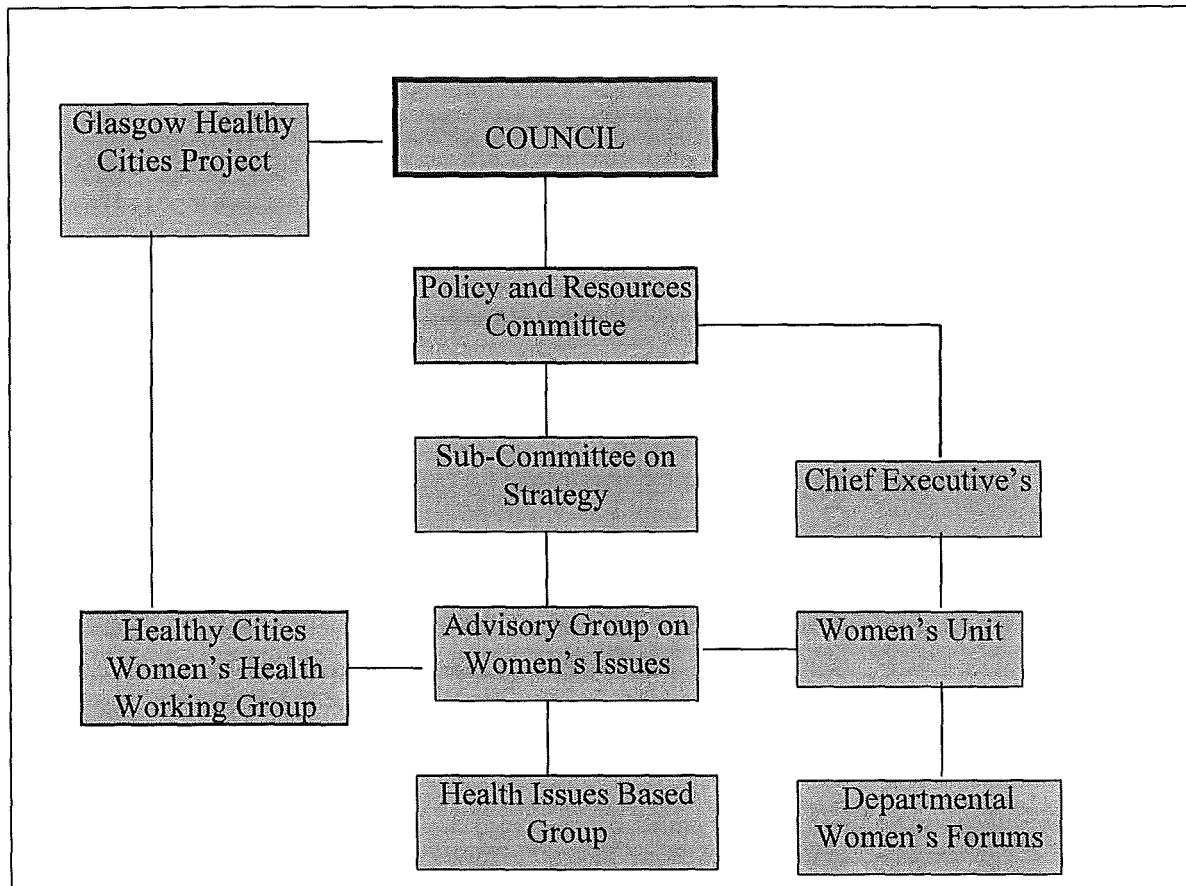 Glasgow Healthy
Cities Project
COUNCIL
Policy and Resources
Committee
Sub-Committee on
Strategy
Chief Executive's
Healthy Cities
Women's Health
Working Group
Advisory Group on
Women's Issues
Women's Unit
Health Issues Based
Group
Departmental
Women's Forums